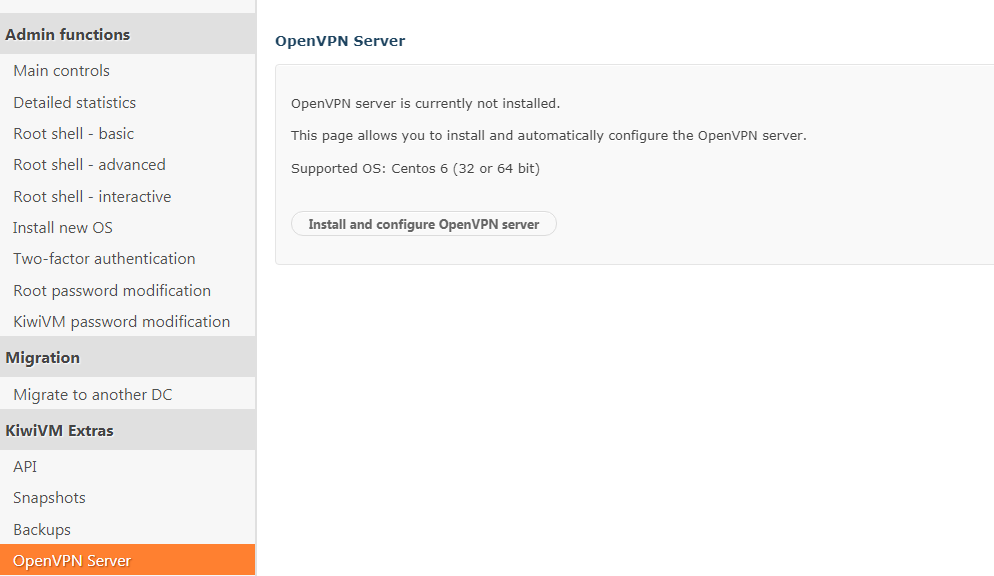 Admin functions
Main controls
Detailed statistics
Root shell - basic
Root shell - advanced
Root shell - interactive
Install new OS
Two-factor authentication
Root password modification
KiwiVM password modification
Migration
Migrate to another DC
KiwiVM Extras
API
Snapshots
Backups
OpenVPN Server
OpenVPN Server
OpenVPN server is currently not installed.
This page allows you to install and automatically configure the OpenVPN server.
Supported OS: Centos 6 (32 or 64 bit)
Install and configure OpenVPN server